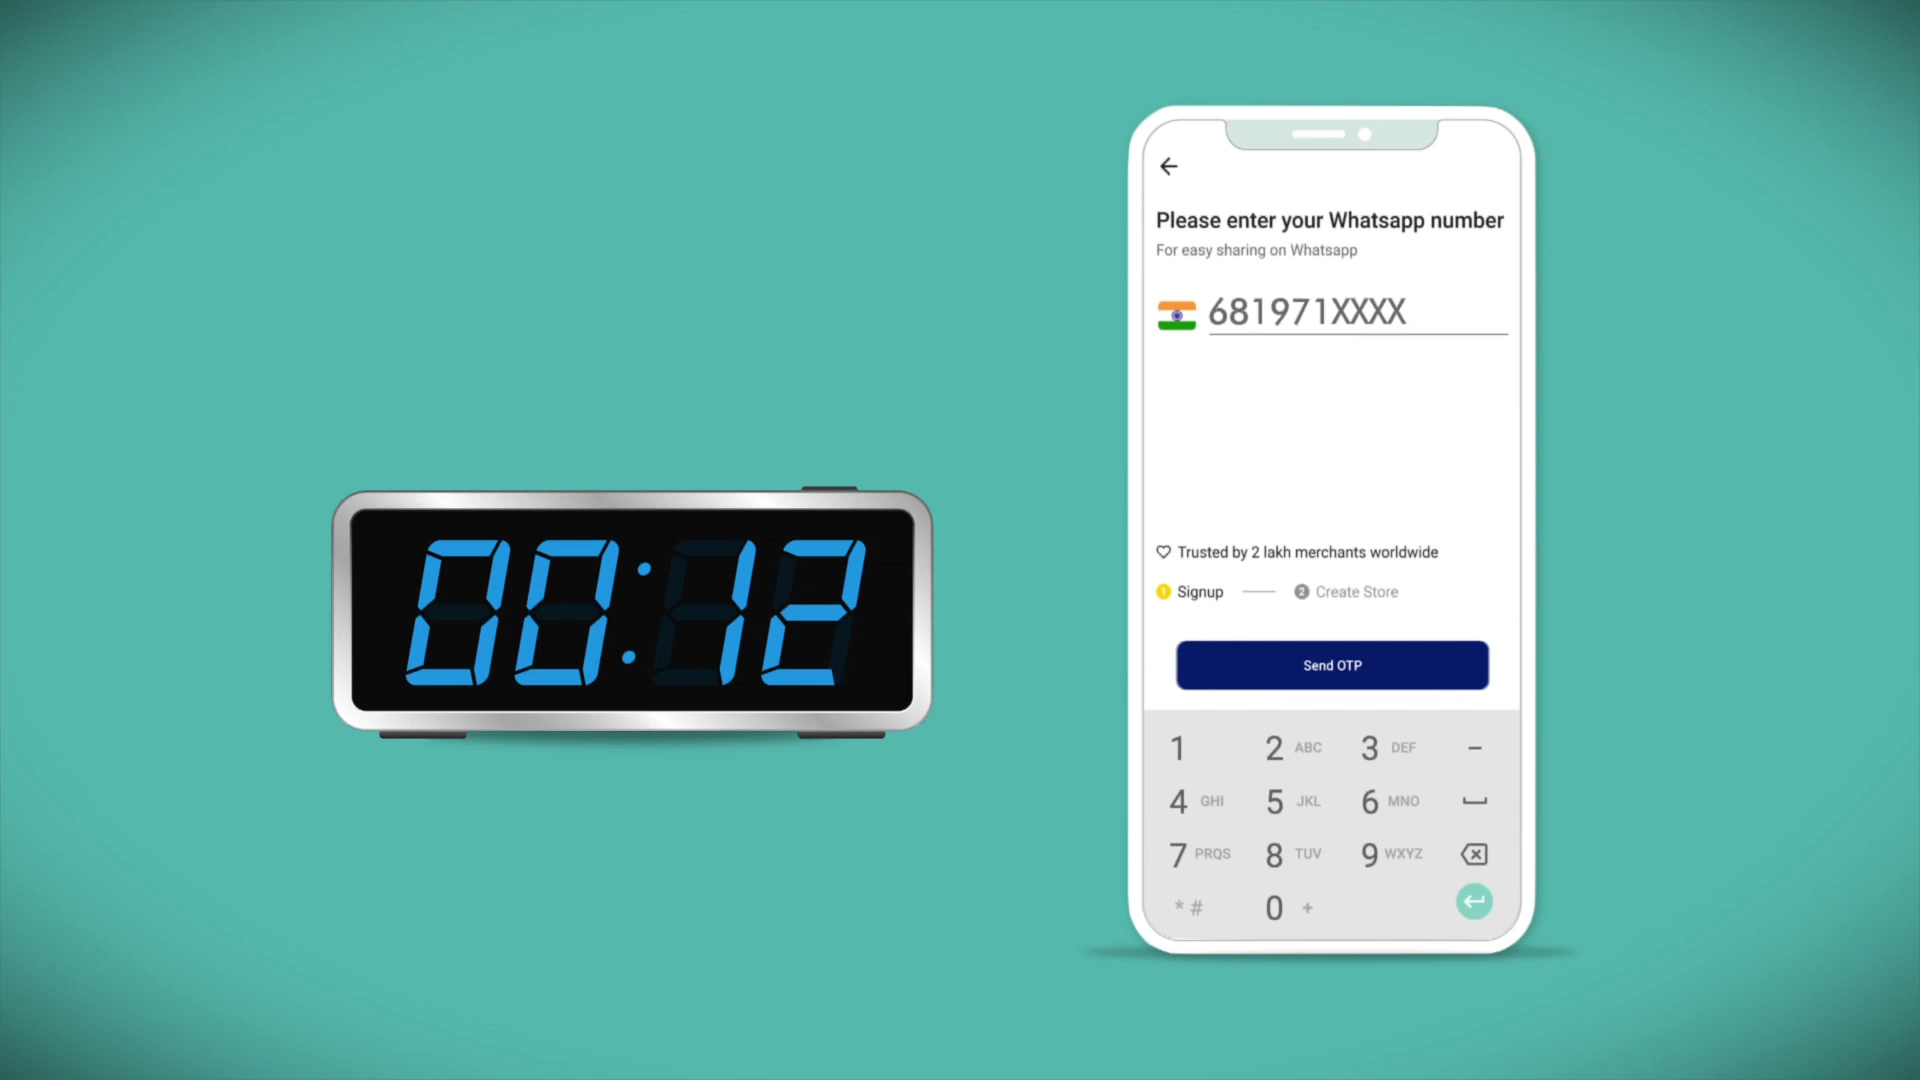 00:12
Please enter your Whatsapp number
For easy sharing on Whatsapp
681971XXXX
Trusted by 2 lakh merchants worldwide
1 Signup 2 Create Store
Send OTP
1 2 ABC 3 DEF -
4 GHI 5 JKL 6 MNO
7 PRQS 8 TUV 9 WXYZ
* # 0 +